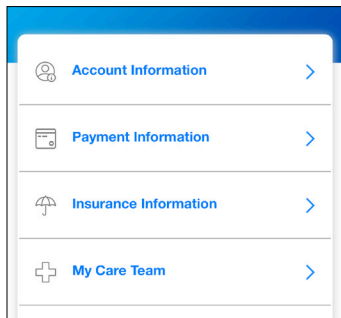 Account Information
Payment Information
Insurance Information
My Care Team